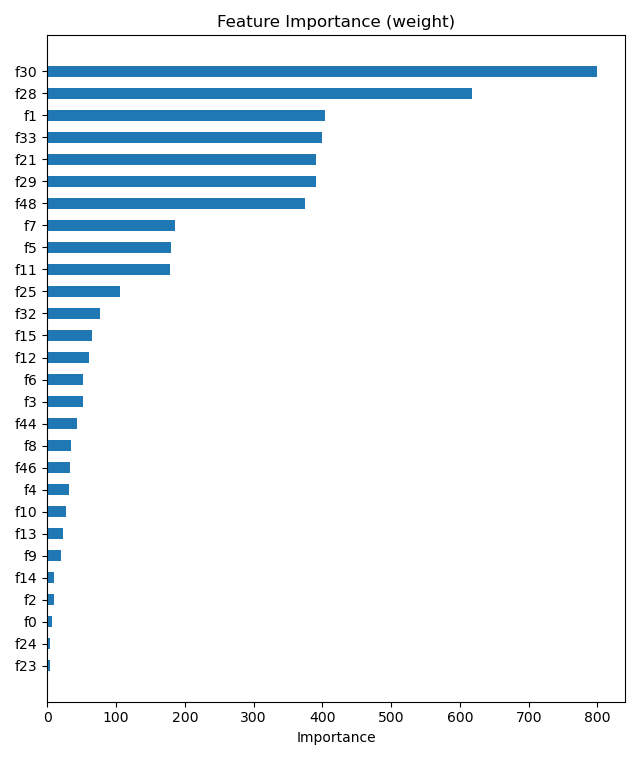 Feature Importance (weight)
f30
f28
f1
f33
f21
f29
f48
f7
f5
f11
f25
f32
f15
f12
f6
f3
f44
f8
f46
f4
f10
f13
f9
f14
f2
f0
f24
f23
0 100 200 300 400 500 600 700 800
Importance